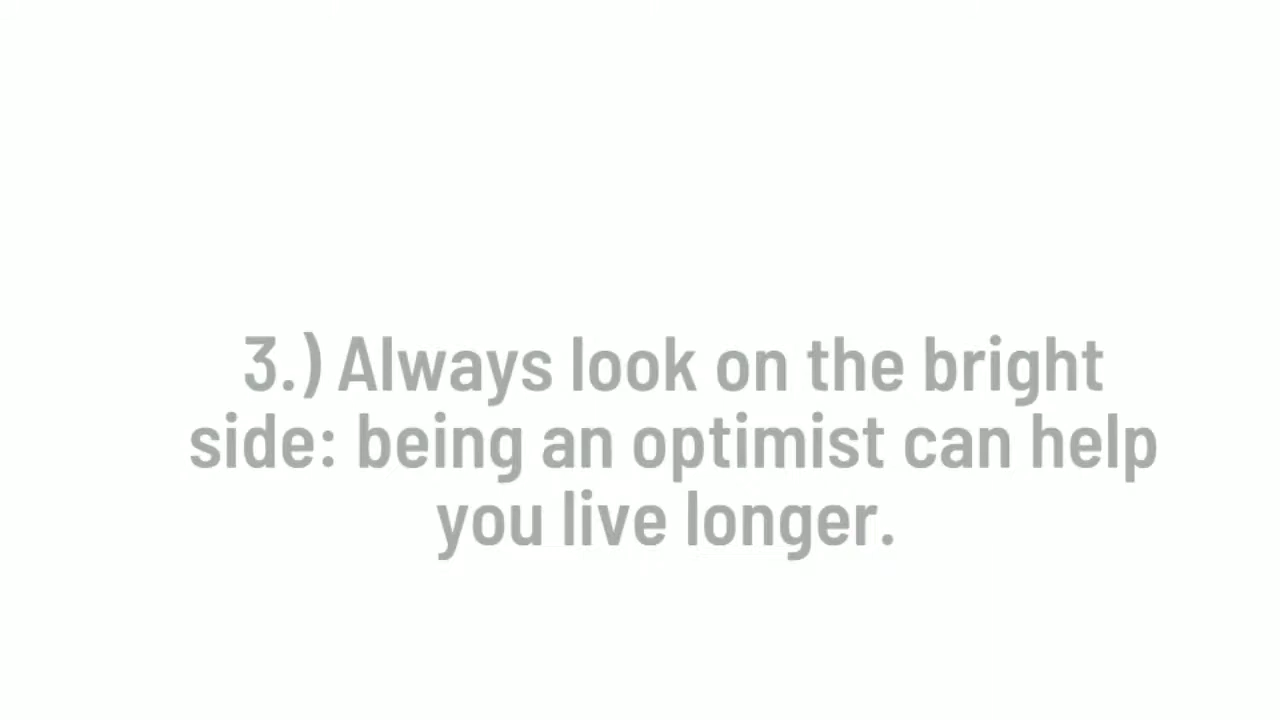 3.) Always look on the bright
side: being an optimist can help
you live longer.